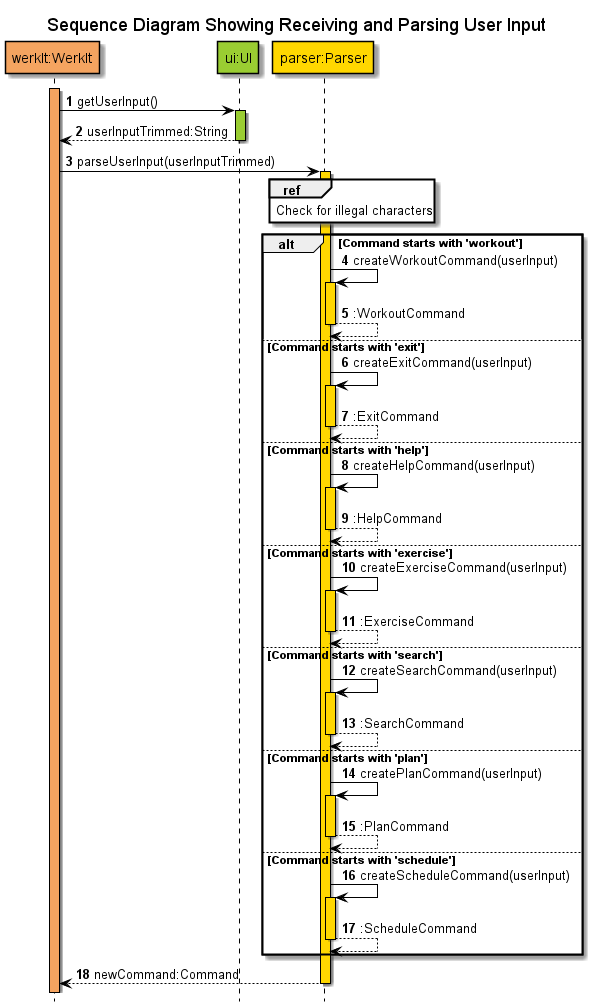 Sequence Diagram Showing Receiving and Parsing User Input
werkIt:WerkIt
ui:UI
parser:Parser
1 getUserInput()
2 userInputTrimmed:String
3 parseUserInput(userInputTrimmed)
ref
Check for illegal characters
alt
[Command starts with 'workout']
4 createWorkoutCommand(userInput)
5 :WorkoutCommand
[Command starts with 'exit']
6 createExitCommand(userInput)
7 :ExitCommand
[Command starts with 'help']
8 createHelpCommand(userInput)
9 :HelpCommand
[Command starts with 'exercise']
10 createExerciseCommand(userInput)
11 :ExerciseCommand
[Command starts with 'search']
12 createSearchCommand(userInput)
13 :SearchCommand
[Command starts with 'plan']
14 createPlanCommand(userInput)
15 :PlanCommand
[Command starts with 'schedule']
16 createScheduleCommand(userInput)
17 :ScheduleCommand
18 newCommand:Command